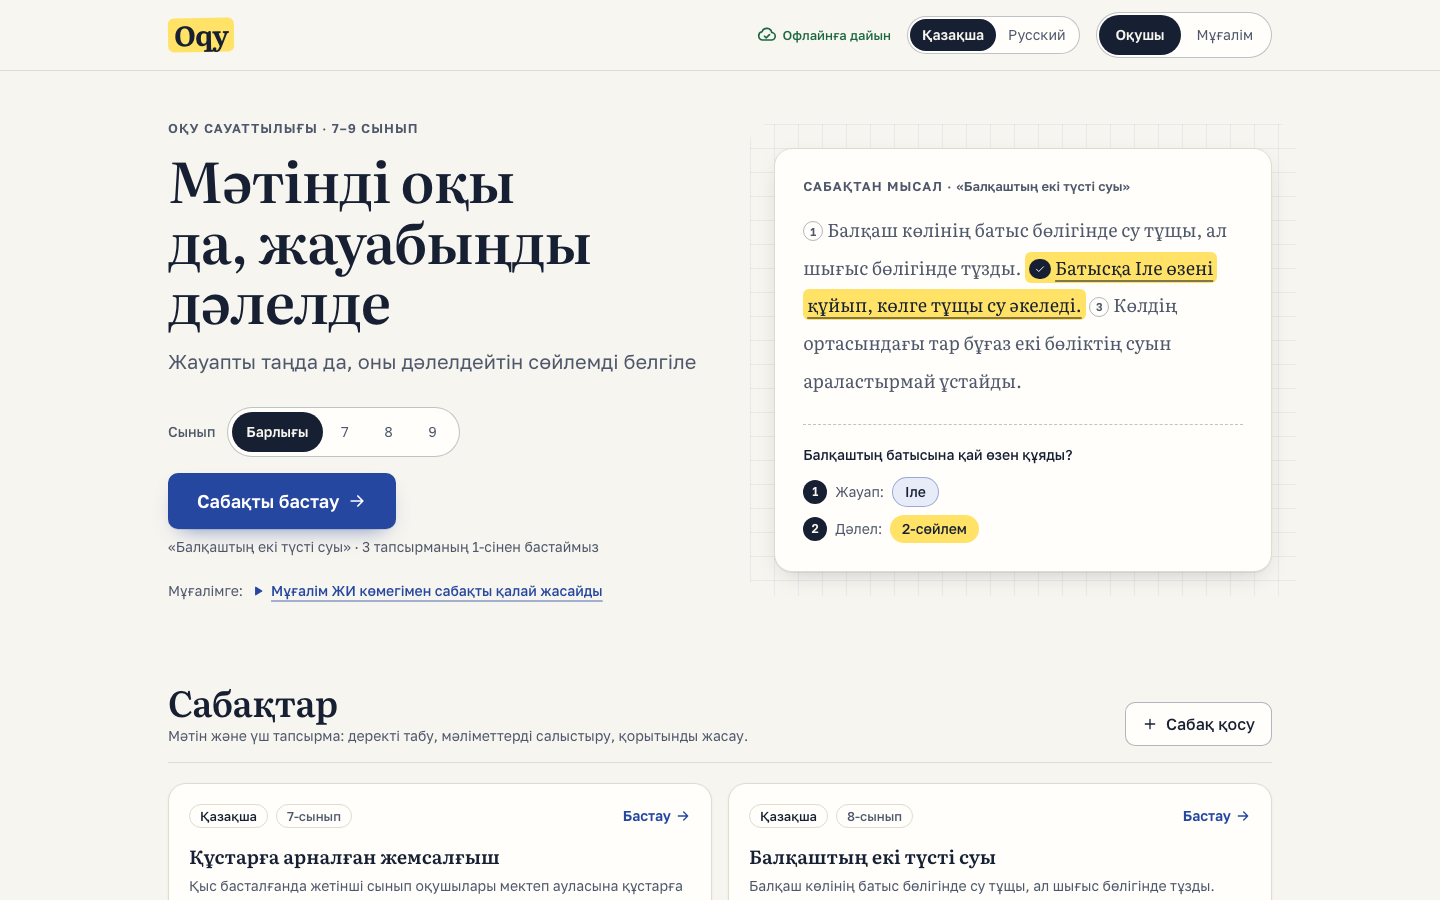 Oqy
Офлайнға дайын
Қазақша
Русский
Оқушы
Мұғалім
ОҚУ САУАТТЫЛЫҒЫ · 7–9 СЫНЫП
Мәтінді оқы
да, жауабыңды
дәлелде
Жауапты таңда да, оны дәлелдейтін сөйлемді белгіле
Сынып
Барлығы
7
8
9
Сабақты бастау →
«Балқаштың екі түсті суы» · 3 тапсырманың 1-сінен бастаймыз
Мұғалімге:
Мұғалім ЖИ көмегімен сабақты қалай жасайды
САБАҚТАН МЫСАЛ · «Балқаштың екі түсті суы»
1 Балқаш көлінің батыс бөлігінде су тұщы, ал
шығыс бөлігінде тұзды. Батысқа Іле өзені
құйып, көлге тұщы су әкеледі. 3 Көлдің
ортасындағы тар бұғаз екі бөліктің суын
араластырмай ұстайды.
Балқаштың батысына қай өзен құяды?
1 Жауап: Іле
2 Дәлел: 2-сөйлем
Сабақтар
Мәтін және үш тапсырма: деректі табу, мәліметтерді салыстыру, қорытынды жасау.
+ Сабақ қосу
Қазақша
7-сынып
Бастау →
Құстарға арналған жемсалғыш
Қыс басталғанда жетінші сынып оқушылары мектеп ауласына құстарға
Қазақша
8-сынып
Бастау →
Балқаштың екі түсті суы
Балқаш көлінің батыс бөлігінде су тұщы, ал шығыс бөлігінде тұзды.